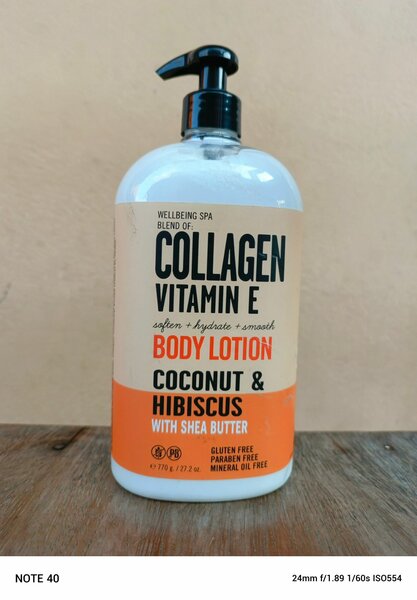 WELLBEING SPA
BLEND OF:
COLLAGEN
VITAMIN E
soften + hydrate + smooth
BODY LOTION
COCONUT &
HIBISCUS
WITH SHEA BUTTER
GLUTEN FREE
PARABEN FREE
MINERAL OIL FREE
e 770 g. / 27.2 oz.
NOTE 40
24mm f/1.89 1/60s ISO554